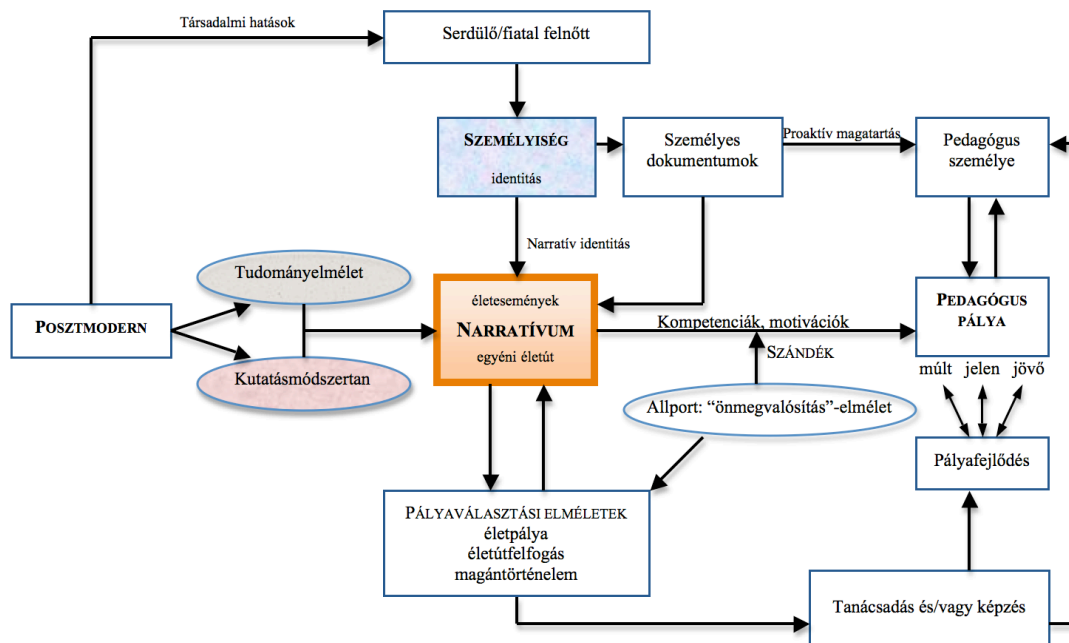 Társadalmi hatások
Serdülő/fiatal felnőtt
SZEMÉLYISÉG
identitás
Személyes
dokumentumok
Proaktív magatartás
Pedagógus
személye
Narratív identitás
Tudományelmélet
POSZTMODERN
Kutatásmódszertan
életesemények
NARRATÍVUM
egyéni életút
Kompetenciák, motivációk
SZÁNDÉK
PEDAGÓGUS
PÁLYA
múlt jelen jövő
Allport: “önmegvalósítás”-elmélet
Pályafejlődés
PÁLYAVÁLASZTÁSI ELMÉLETEK
életpálya
életútfelfogás
magántörténelem
Tanácsadás és/vagy képzés